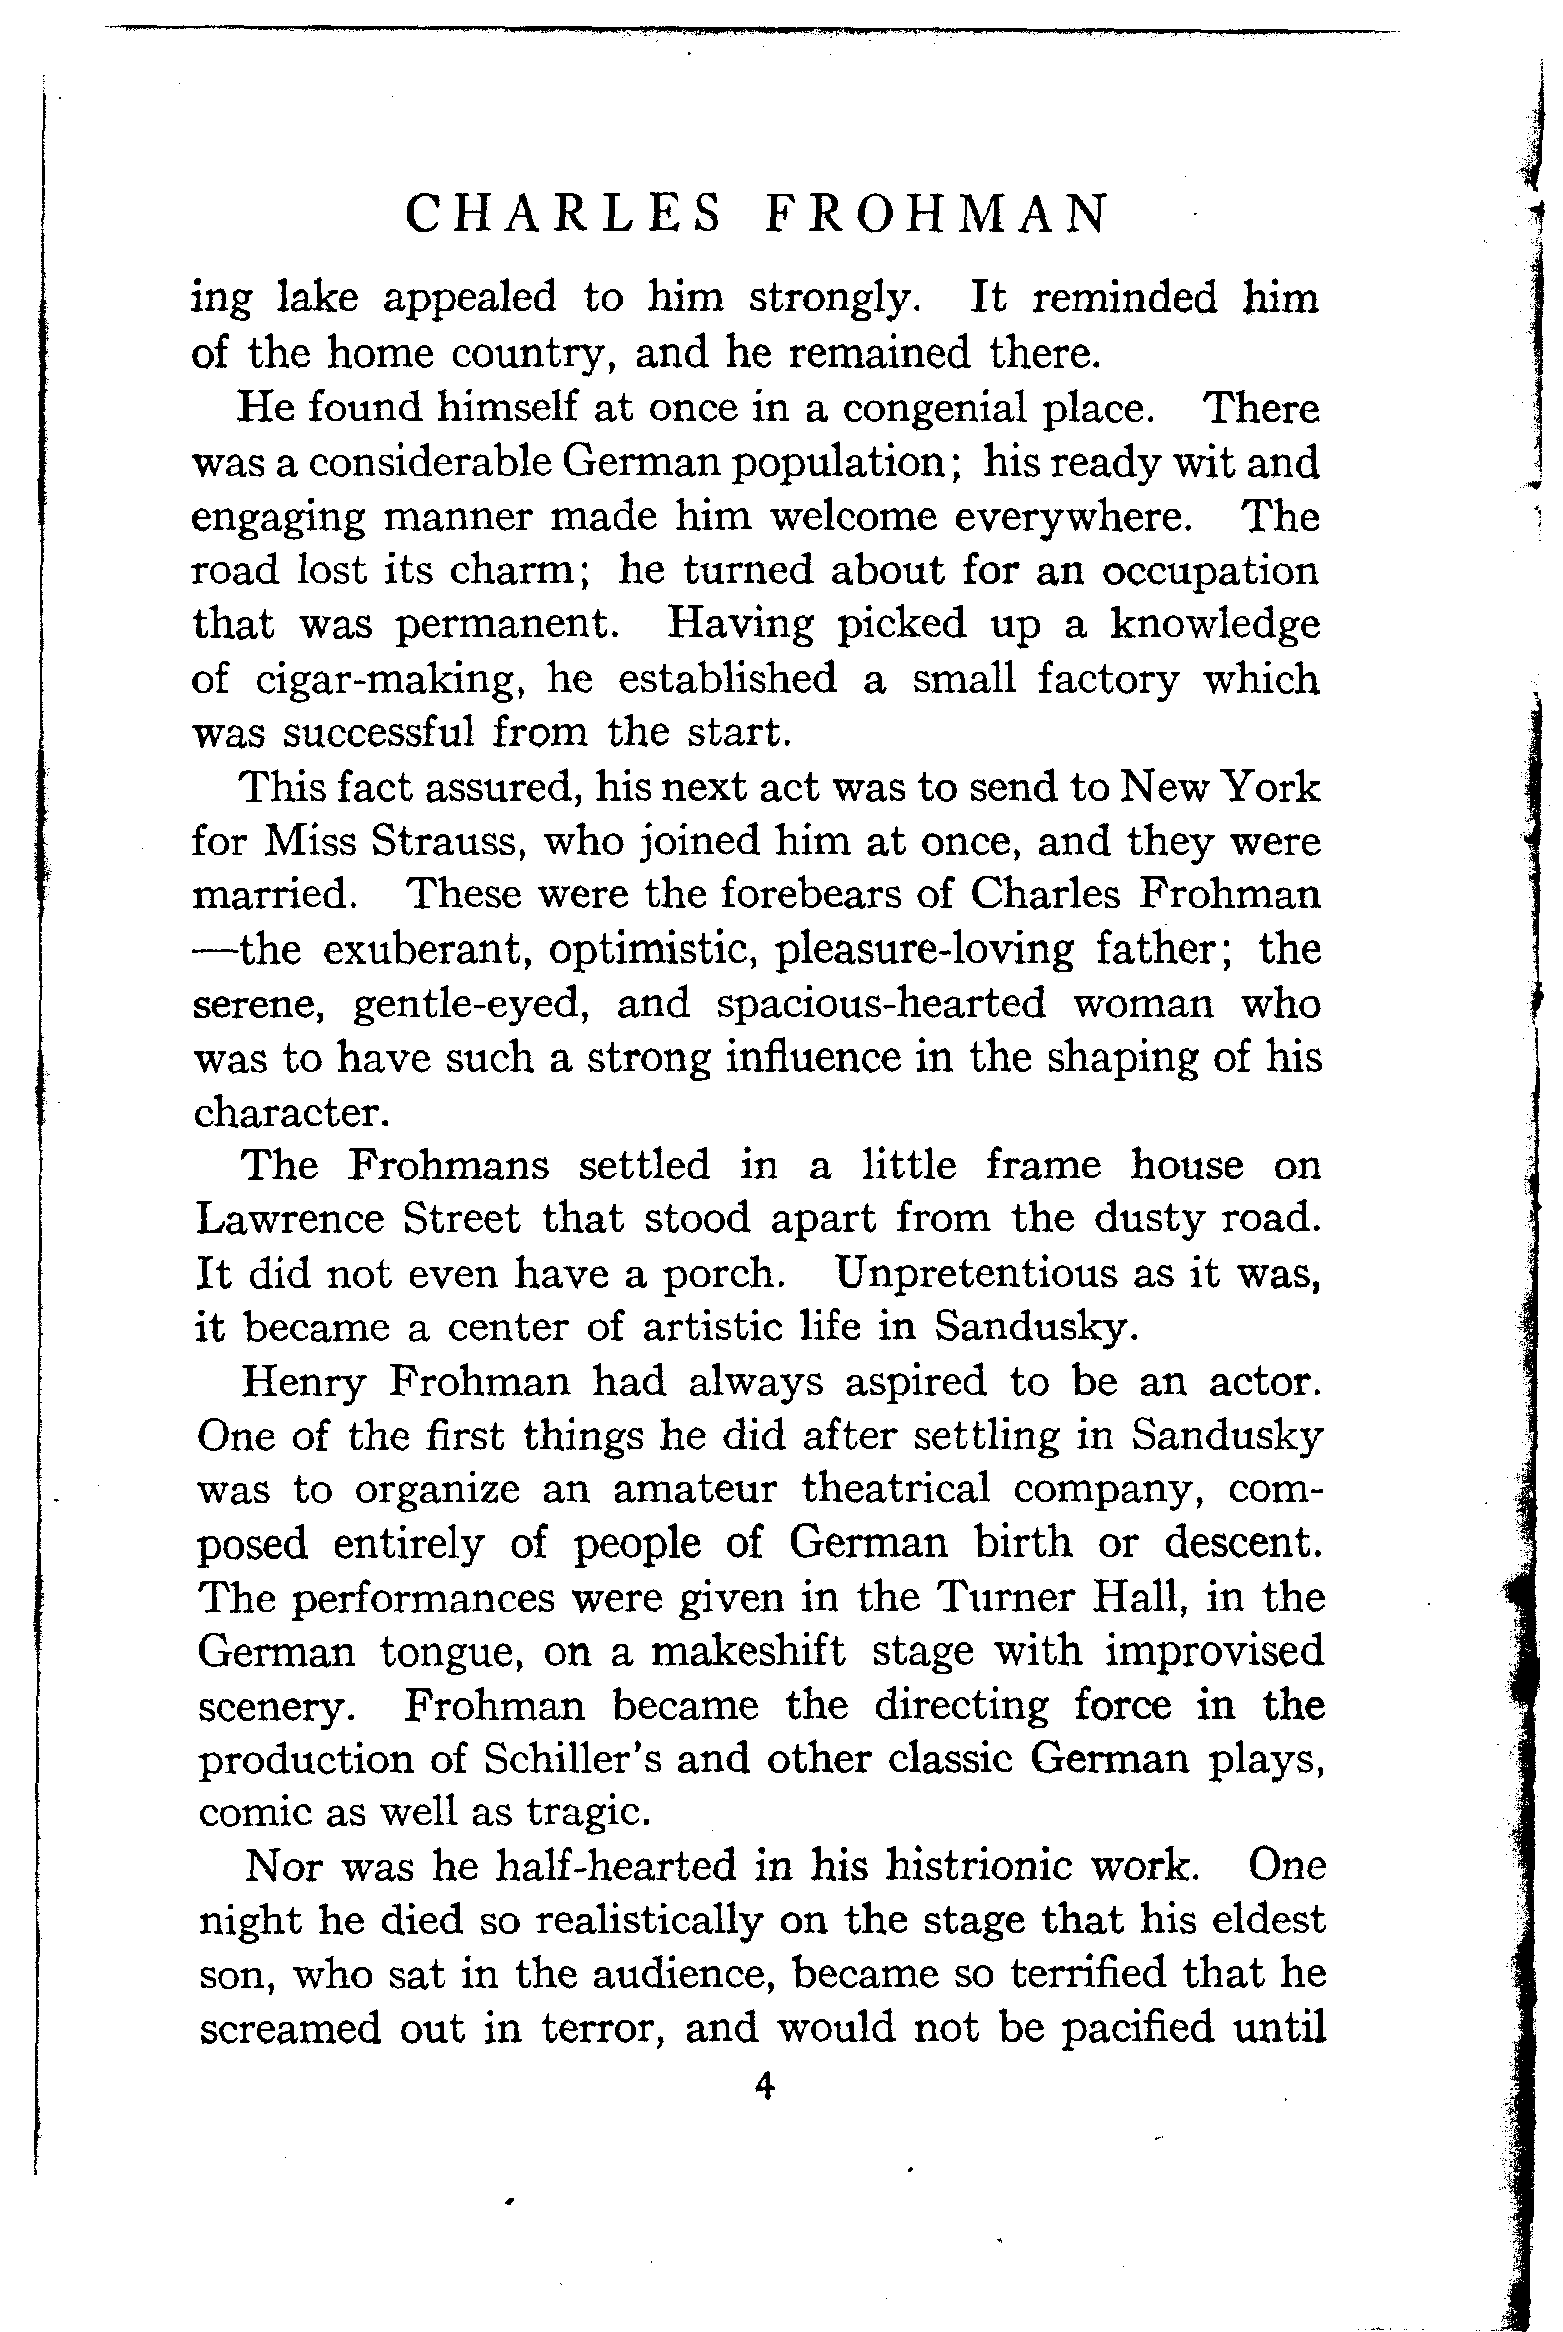 CHARLES FROHMAN
ing lake appealed to him strongly. It reminded him
of the home country, and he remained there.
He found himself at once in a congenial place. There
was a considerable German population; his ready wit and
engaging manner made him welcome everywhere. The
road lost its charm; he turned about for an occupation
that was permanent. Having picked up a knowledge
of cigar-making, he established a small factory which
was successful from the start.
This fact assured, his next act was to send to New York
for Miss Strauss, who joined him at once, and they were
married. These were the forebears of Charles Frohman
—the exuberant, optimistic, pleasure-loving father; the
serene, gentle-eyed, and spacious-hearted woman who
was to have such a strong influence in the shaping of his
character.
The Frohmans settled in a little frame house on
Lawrence Street that stood apart from the dusty road.
It did not even have a porch. Unpretentious as it was,
it became a center of artistic life in Sandusky.
Henry Frohman had always aspired to be an actor.
One of the first things he did after settling in Sandusky
was to organize an amateur theatrical company, com-
posed entirely of people of German birth or descent.
The performances were given in the Turner Hall, in the
German tongue, on a makeshift stage with improvised
scenery. Frohman became the directing force in the
production of Schiller's and other classic German plays,
comic as well as tragic.
Nor was he half-hearted in his histrionic work. One
night he died so realistically on the stage that his eldest
son, who sat in the audience, became so terrified that he
screamed out in terror, and would not be pacified until
4